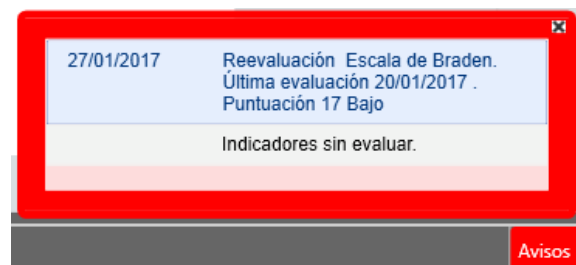 27/01/2017 Reevaluación Escala de Braden.
Última evaluación 20/01/2017 .
Puntuación 17 Bajo
Indicadores sin evaluar.
Avisos